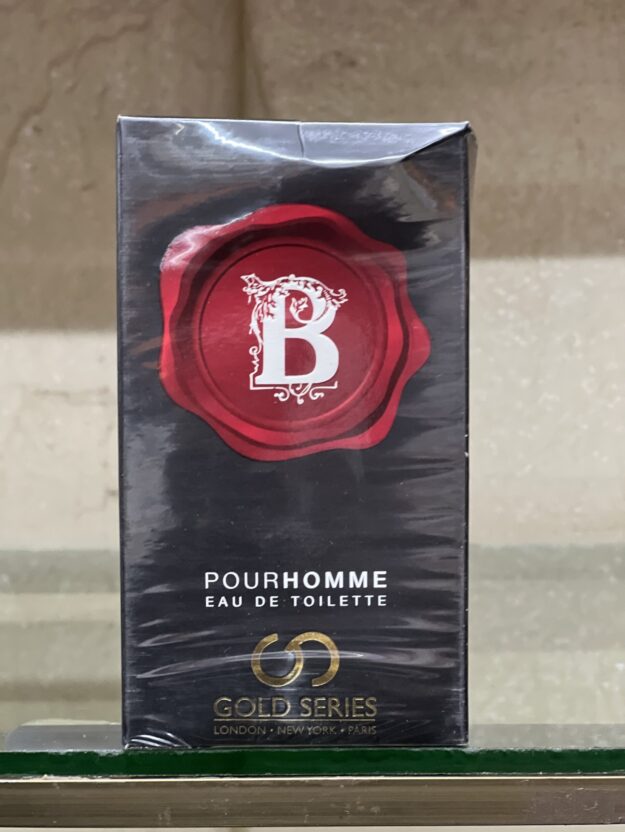 B
POURHOMME
EAU DE TOILETTE
GOLD SERIES
LONDON • NEW YORK • PARIS